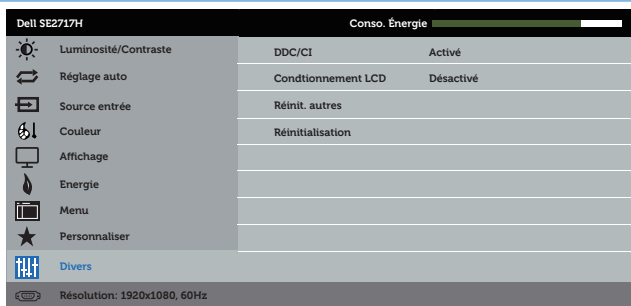 Dell SE2717H Conso. Énergie
Luminosité/Contraste
DDC/CI Activé
Réglage auto
Condtionnement LCD Désactivé
Source entrée
Réinit. autres
Couleur
Réinitialisation
Affichage
Energie
Menu
Personnaliser
Divers
Résolution: 1920x1080, 60Hz